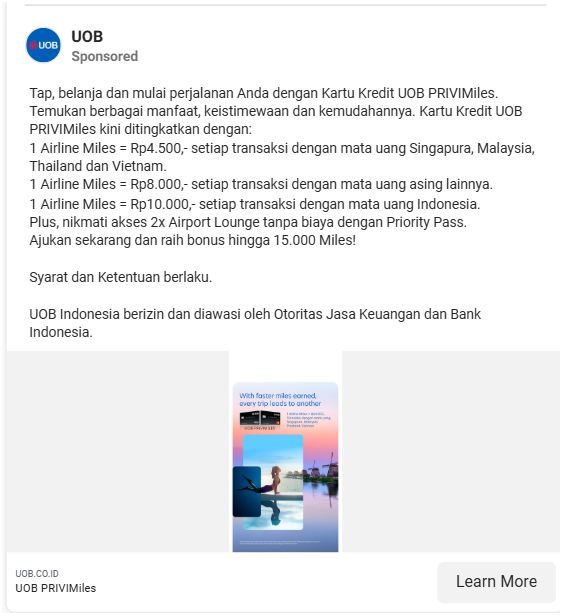 UOB
UOB
Sponsored
Tap, belanja dan mulai perjalanan Anda dengan Kartu Kredit UOB PRIVIMiles.
Temukan berbagai manfaat, keistimewaan dan kemudahannya. Kartu Kredit UOB
PRIVIMiles kini ditingkatkan dengan:
1 Airline Miles = Rp4.500,- setiap transaksi dengan mata uang Singapura, Malaysia,
Thailand dan Vietnam.
1 Airline Miles = Rp8.000,- setiap transaksi dengan mata uang asing lainnya.
1 Airline Miles = Rp10.000,- setiap transaksi dengan mata uang Indonesia.
Plus, nikmati akses 2x Airport Lounge tanpa biaya dengan Priority Pass.
Ajukan sekarang dan raih bonus hingga 15.000 Miles!
Syarat dan Ketentuan berlaku.
UOB Indonesia berizin dan diawasi oleh Otoritas Jasa Keuangan dan Bank
Indonesia.
With faster miles earned,
every trip leads to another
UOB PRIVIMILES
UOB.CO.ID
UOB PRIVIMiles
Learn More